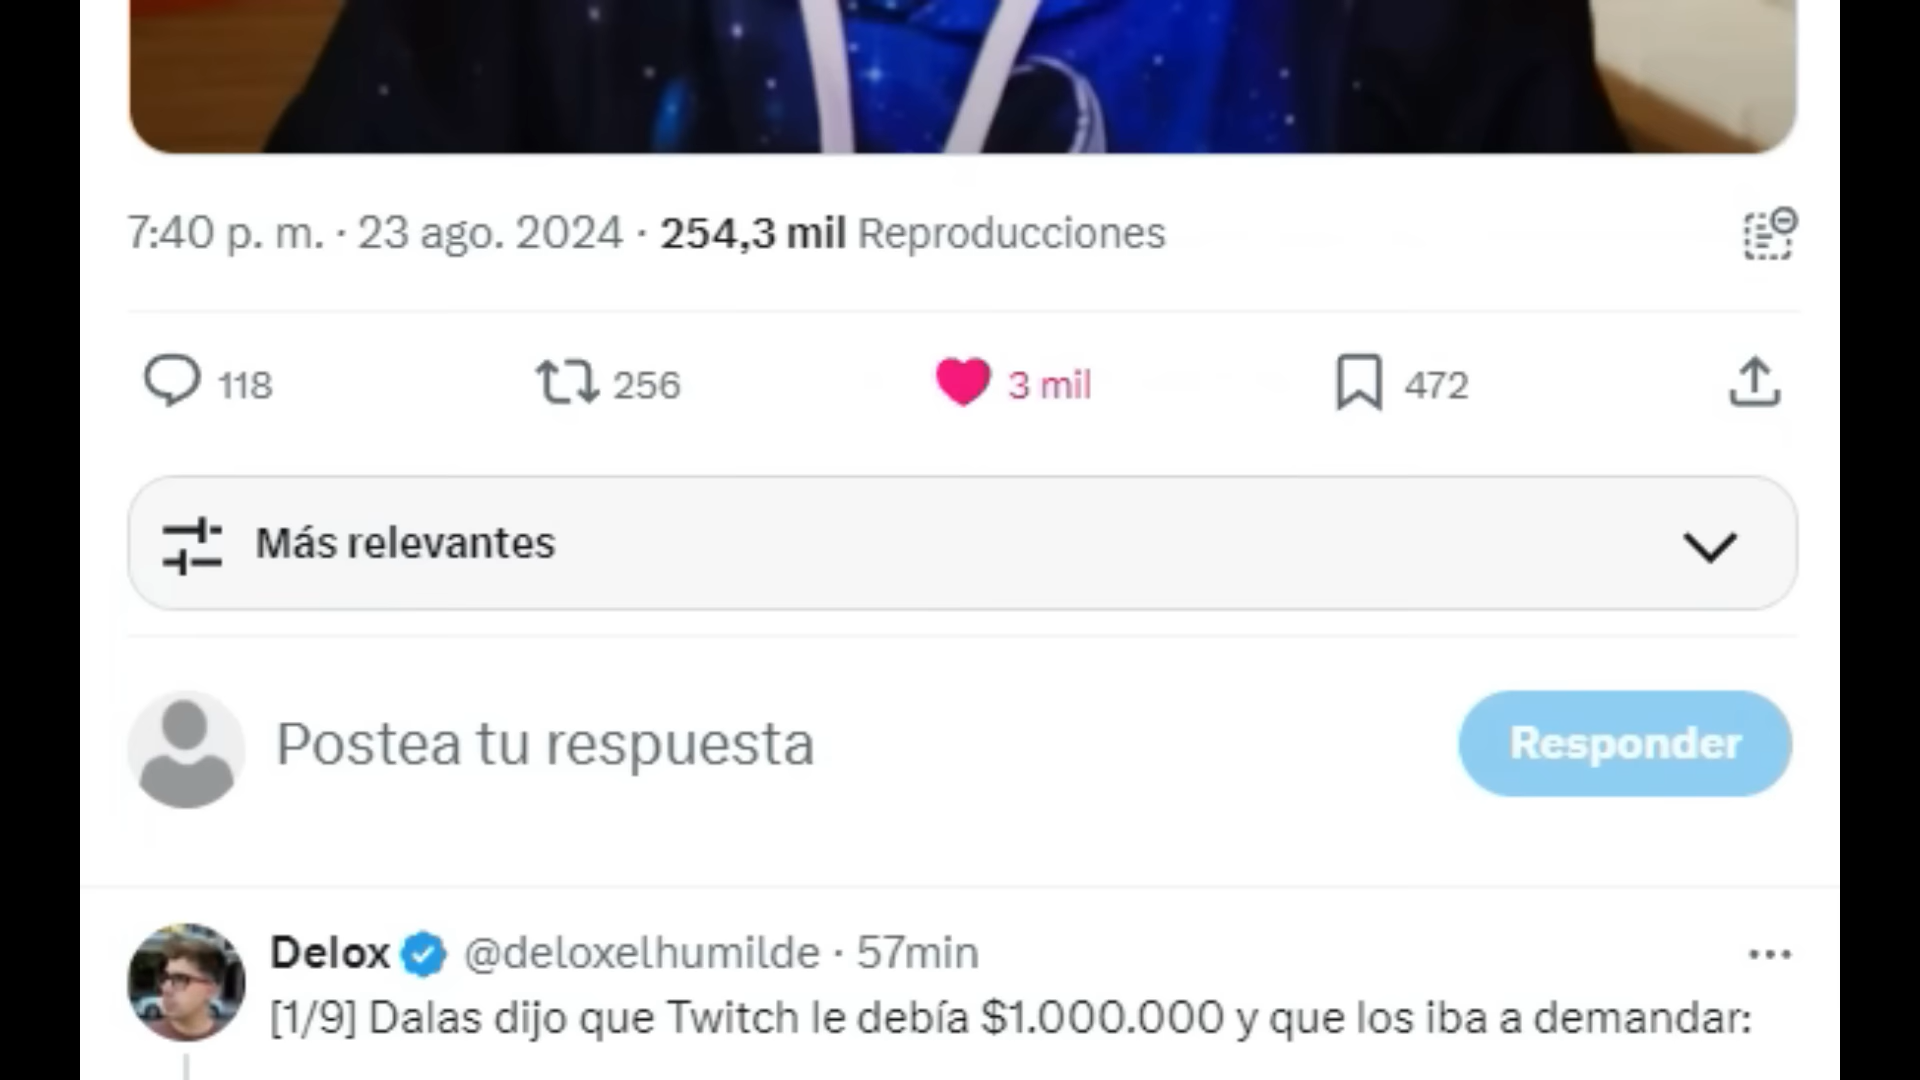 7:40 p. m. · 23 ago. 2024 · 254,3 mil Reproducciones
118 256 3 mil 472
Más relevantes
Postea tu respuesta Responder
Delox @deloxelhumilde · 57min
[1/9] Dalas dijo que Twitch le debía $1.000.000 y que los iba a demandar: